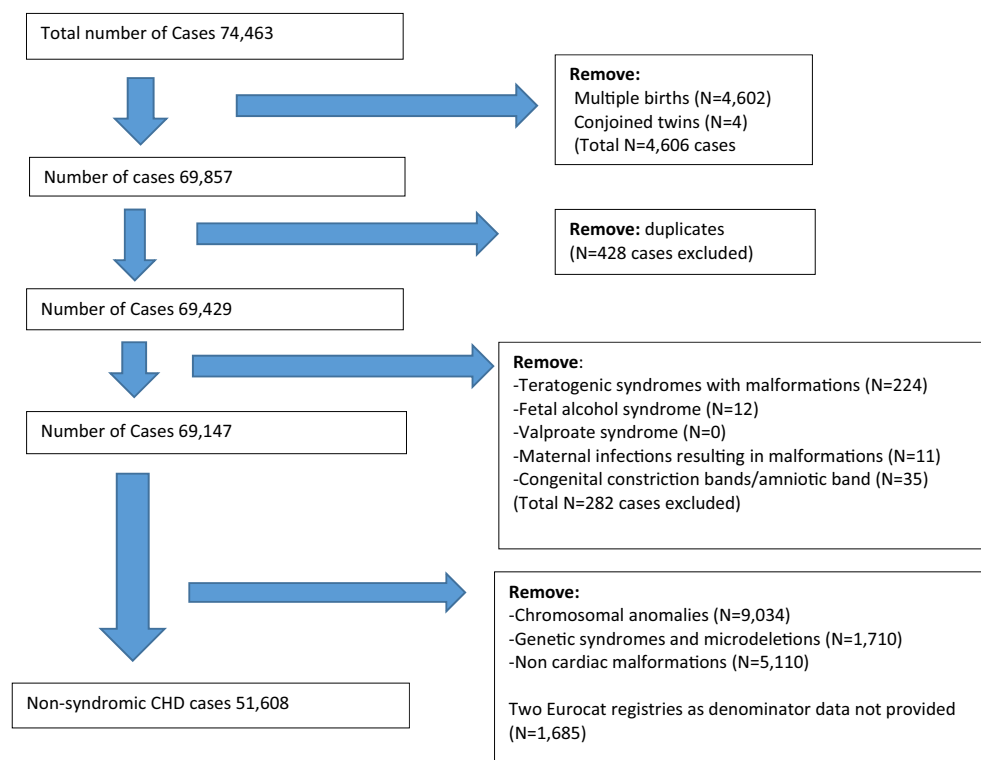 Total number of Cases 74,463
Remove:
Multiple births (N=4,602)
Conjoined twins (N=4)
(Total N=4,606 cases
Number of cases 69,857
Remove: duplicates
(N=428 cases excluded)
Number of Cases 69,429
Remove:
-Teratogenic syndromes with malformations (N=224)
-Fetal alcohol syndrome (N=12)
-Valproate syndrome (N=0)
-Maternal infections resulting in malformations (N=11)
-Congenital constriction bands/amniotic band (N=35)
(Total N=282 cases excluded)
Number of Cases 69,147
Remove:
-Chromosomal anomalies (N=9,034)
-Genetic syndromes and microdeletions (N=1,710)
-Non cardiac malformations (N=5,110)
Two Eurocat registries as denominator data not provided
(N=1,685)
Non-syndromic CHD cases 51,608